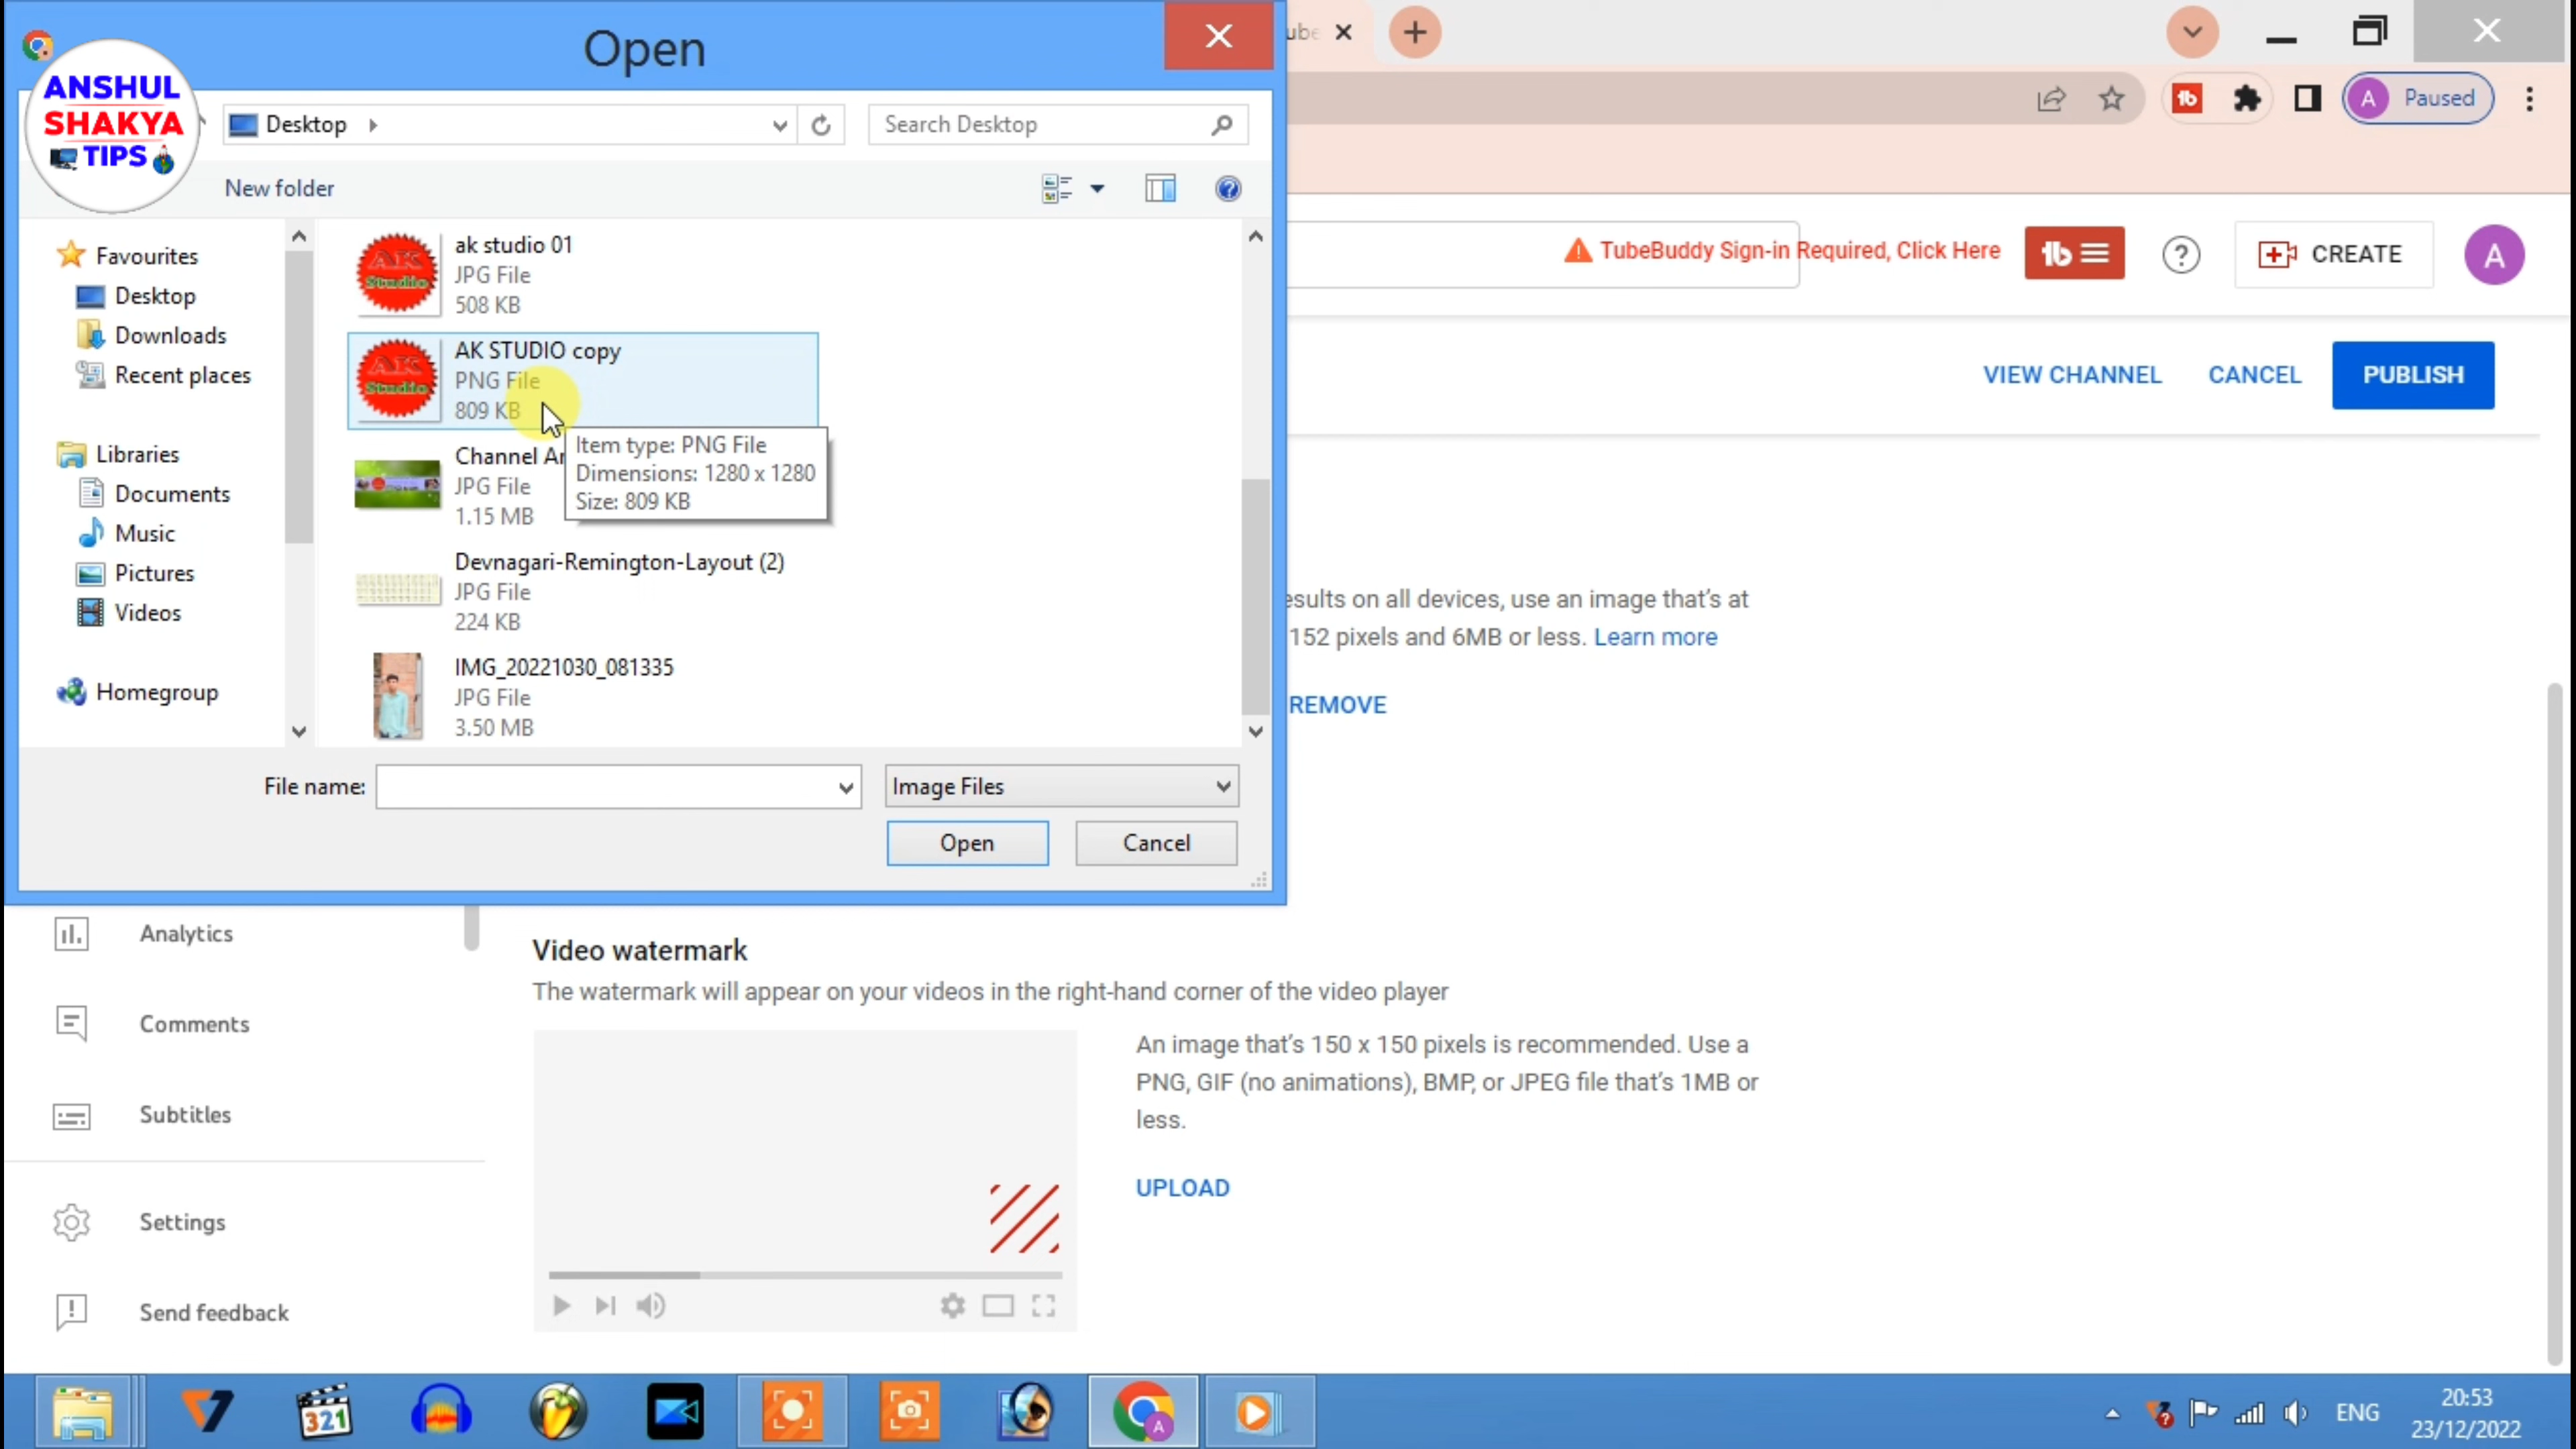 Open
ube
ANSHUL
SHAKYA
TIPS
Desktop
Search Desktop
A
Paused
New folder
Favourites
Desktop
Downloads
Recent places
Libraries
Documents
Music
Pictures
Videos
Homegroup
ak studio 01
JPG File
508 KB
AK STUDIO copy
PNG File
809 KB
Item type: PNG File
Dimensions: 1280 x 1280
Size: 809 KB
Channel Ar
JPG File
1.15 MB
Devnagari-Remington-Layout (2)
JPG File
224 KB
IMG_20221030_081335
JPG File
3.50 MB
File name:
Image Files
Open
Cancel
TubeBuddy Sign-in Required, Click Here
CREATE
A
VIEW CHANNEL
CANCEL
PUBLISH
esults on all devices, use an image that's at
152 pixels and 6MB or less. Learn more
REMOVE
Analytics
Comments
Subtitles
Settings
Send feedback
Video watermark
The watermark will appear on your videos in the right-hand corner of the video player
An image that's 150 x 150 pixels is recommended. Use a
PNG, GIF (no animations), BMP, or JPEG file that's 1MB or
less.
UPLOAD
321
A
ENG
20:53
23/12/2022